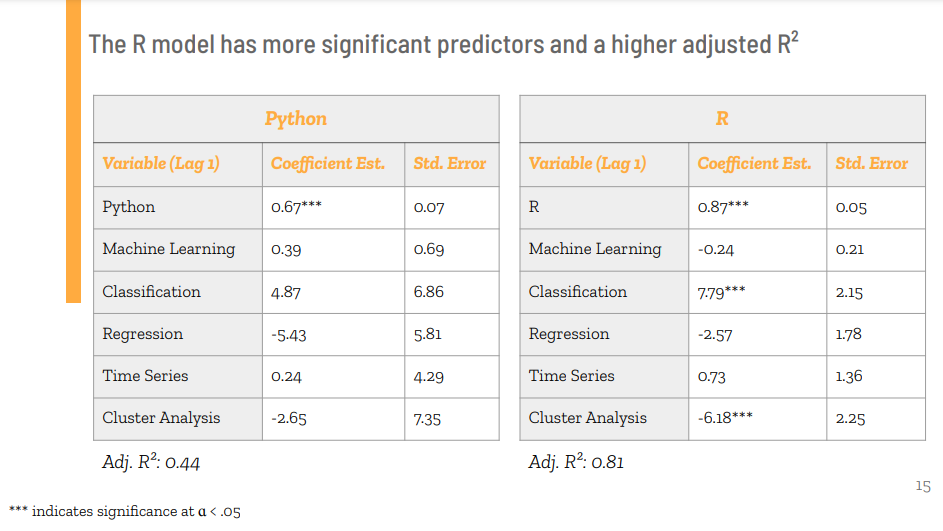 The R model has more significant predictors and a higher adjusted R²
Python
Variable (Lag 1) Coefficient Est. Std. Error
Python 0.67*** 0.07
Machine Learning 0.39 0.69
Classification 4.87 6.86
Regression -5.43 5.81
Time Series 0.24 4.29
Cluster Analysis -2.65 7.35
Adj. R²: 0.44
R
Variable (Lag 1) Coefficient Est. Std. Error
R 0.87*** 0.05
Machine Learning -0.24 0.21
Classification 7.79*** 2.15
Regression -2.57 1.78
Time Series 0.73 1.36
Cluster Analysis -6.18*** 2.25
Adj. R²: 0.81
15
*** indicates significance at α < .05